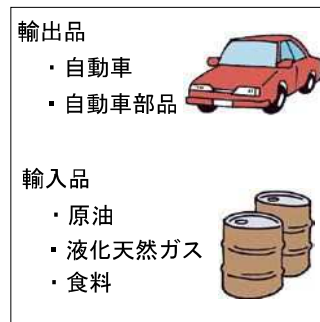 輸出品
・自動車
・自動車部品
輸入品
・原油
・液化天然ガス
・食料